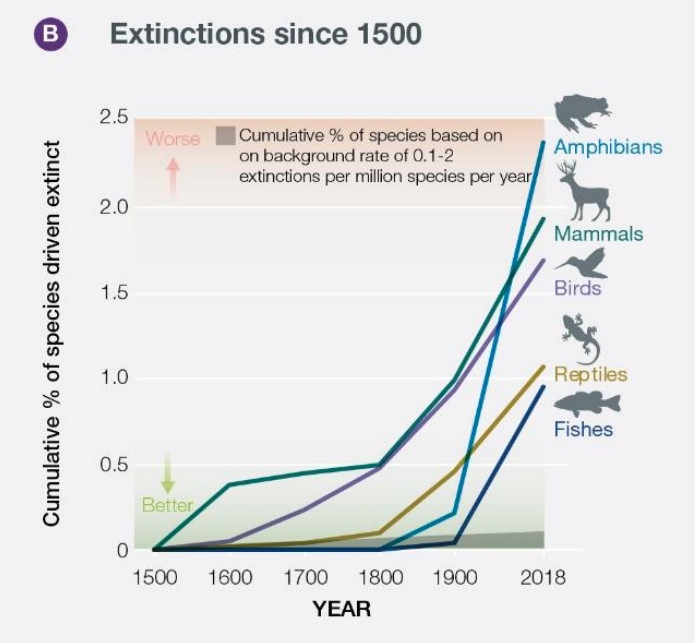 B Extinctions since 1500
Cumulative % of species driven extinct
2.5
2.0
1.5
1.0
0.5
0
Worse
Cumulative % of species based on
on background rate of 0.1-2
extinctions per million species per year
Better
Amphibians
Mammals
Birds
Reptiles
Fishes
1500 1600 1700 1800 1900 2018
YEAR